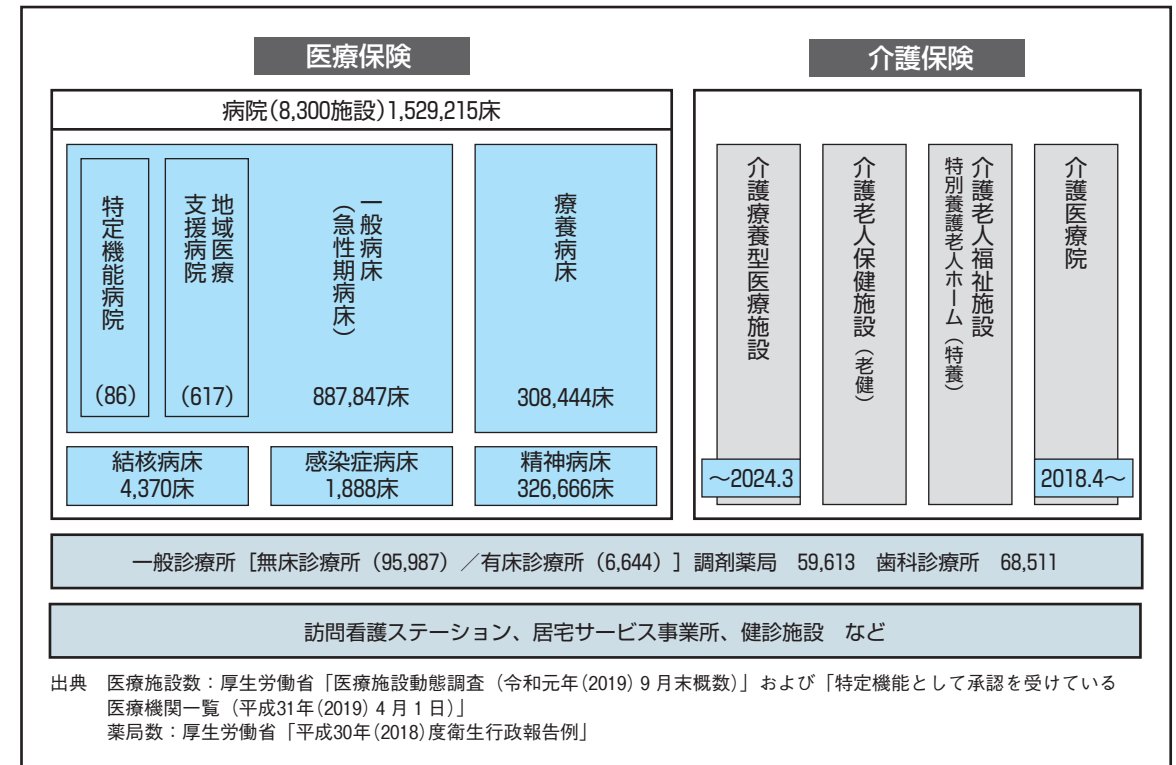 医療保険
病院(8,300施設)1,529,215床
特定機能病院
(86)
地域医療
支援病院
(617)
一般病床
(急性期病床)
887,847床
療養病床
308,444床
結核病床
4,370床
感染症病床
1,888床
精神病床
326,666床
介護保険
介護療養型医療施設
～2024.3
介護老人保健施設(老健)
介護老人福祉施設
特別養護老人ホーム(特養)
介護医療院
2018.4～
一般診療所［無床診療所（95,987）／有床診療所（6,644）］調剤薬局　59,613　歯科診療所　68,511
訪問看護ステーション、居宅サービス事業所、健診施設　など
出典　医療施設数：厚生労働省「医療施設動態調査（令和元年(2019) 9 月末概数）」および「特定機能として承認を受けている
医療機関一覧（平成31年(2019) 4 月 1 日）」
薬局数：厚生労働省「平成30年(2018)度衛生行政報告例」